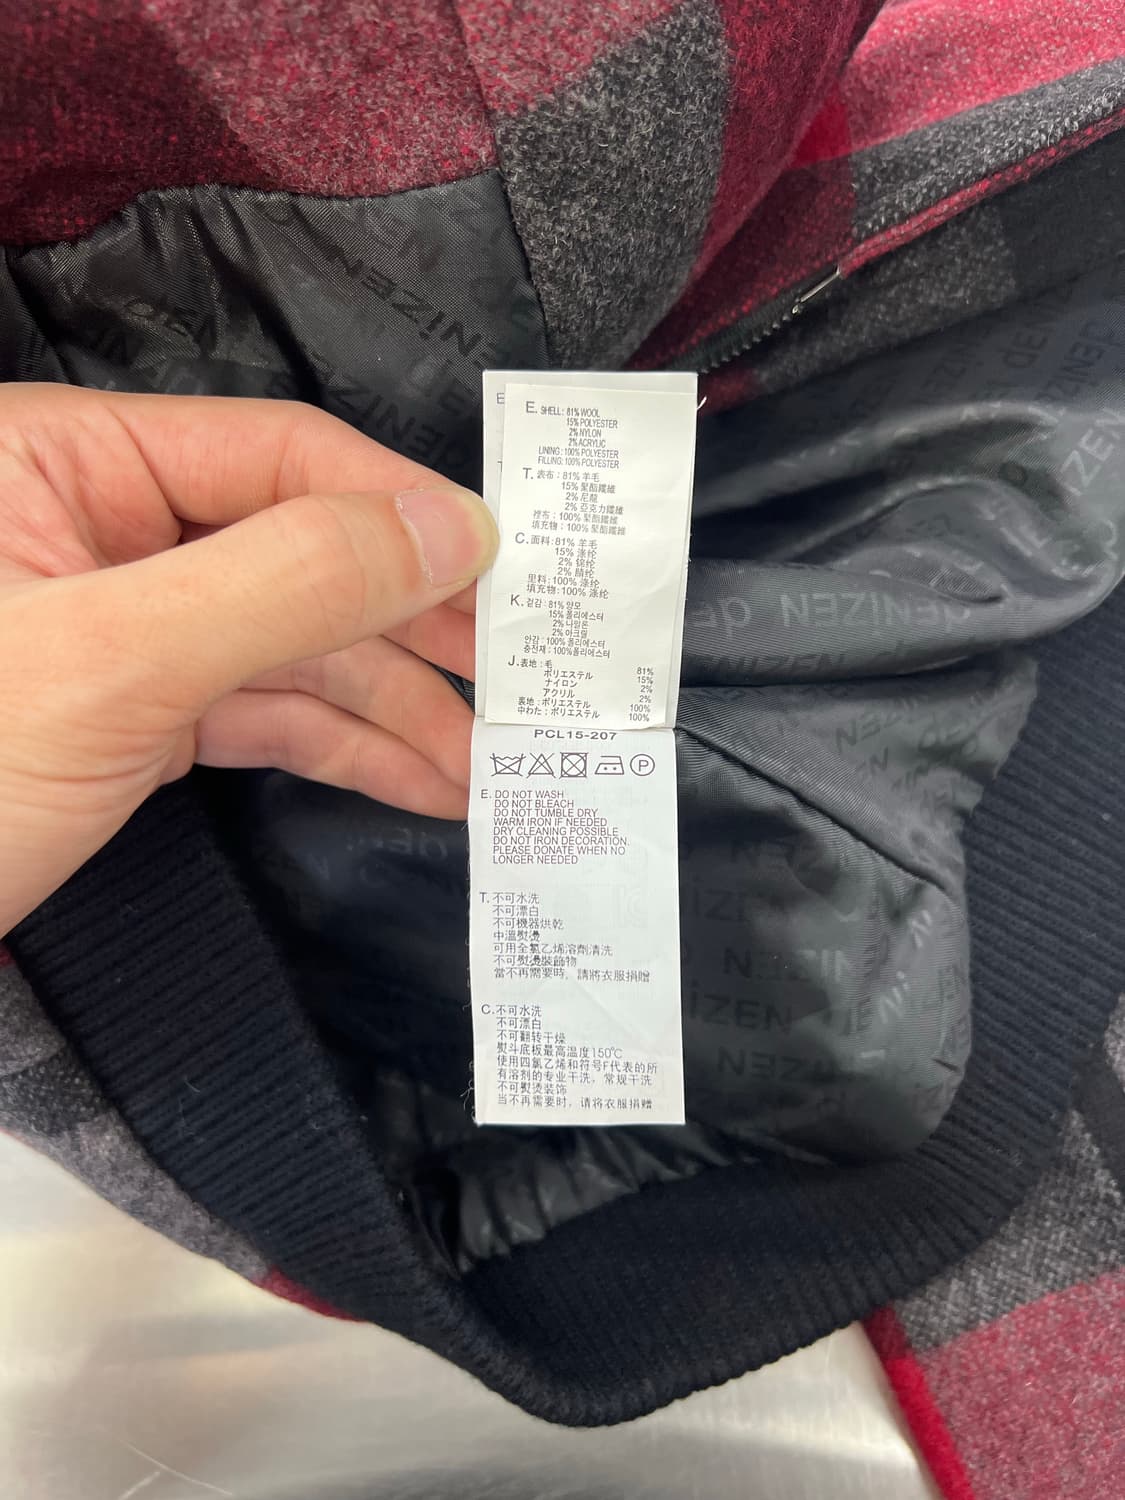 E. SHELL: 81% WOOL
15% POLYESTER
2% NYLON
2% ACRYLIC
LINING: 100% POLYESTER
FILLING: 100% POLYESTER
T. 表布：81% 羊毛
15% 聚酯纖維
2% 尼龍
2% 亞克力纖維
裡布：100% 聚酯纖維
填充物：100% 聚酯纖維
C. 面料: 81% 羊毛
15% 涤纶
2% 锦纶
2% 腈纶
里料: 100% 涤纶
填充物: 100% 涤纶
K. 겉감: 81% 양모
15% 폴리에스터
2% 나일론
2% 아크릴
안감: 100% 폴리에스터
충전재: 100% 폴리에스터
J. 表地：毛 81%
ポリエステル 15%
ナイロン 2%
アクリル 2%
裏地：ポリエステル 100%
中わた：ポリエステル 100%
PCL15-207
P
E. DO NOT WASH
DO NOT BLEACH
DO NOT TUMBLE DRY
WARM IRON IF NEEDED
DRY CLEANING POSSIBLE
DO NOT IRON DECORATION.
PLEASE DONATE WHEN NO
LONGER NEEDED
T. 不可水洗
不可漂白
不可機器烘乾
中溫熨燙
可用全氯乙烯溶劑清洗
不可熨燙裝飾物
當不再需要時，請將衣服捐贈
C. 不可水洗
不可漂白
不可翻转干燥
熨斗底板最高温度150℃
使用四氯乙烯和符号F代表的所
有溶剂的专业干洗，常规干洗
不可熨烫装饰
当不再需要时，请将衣服捐赠
dENiZEN